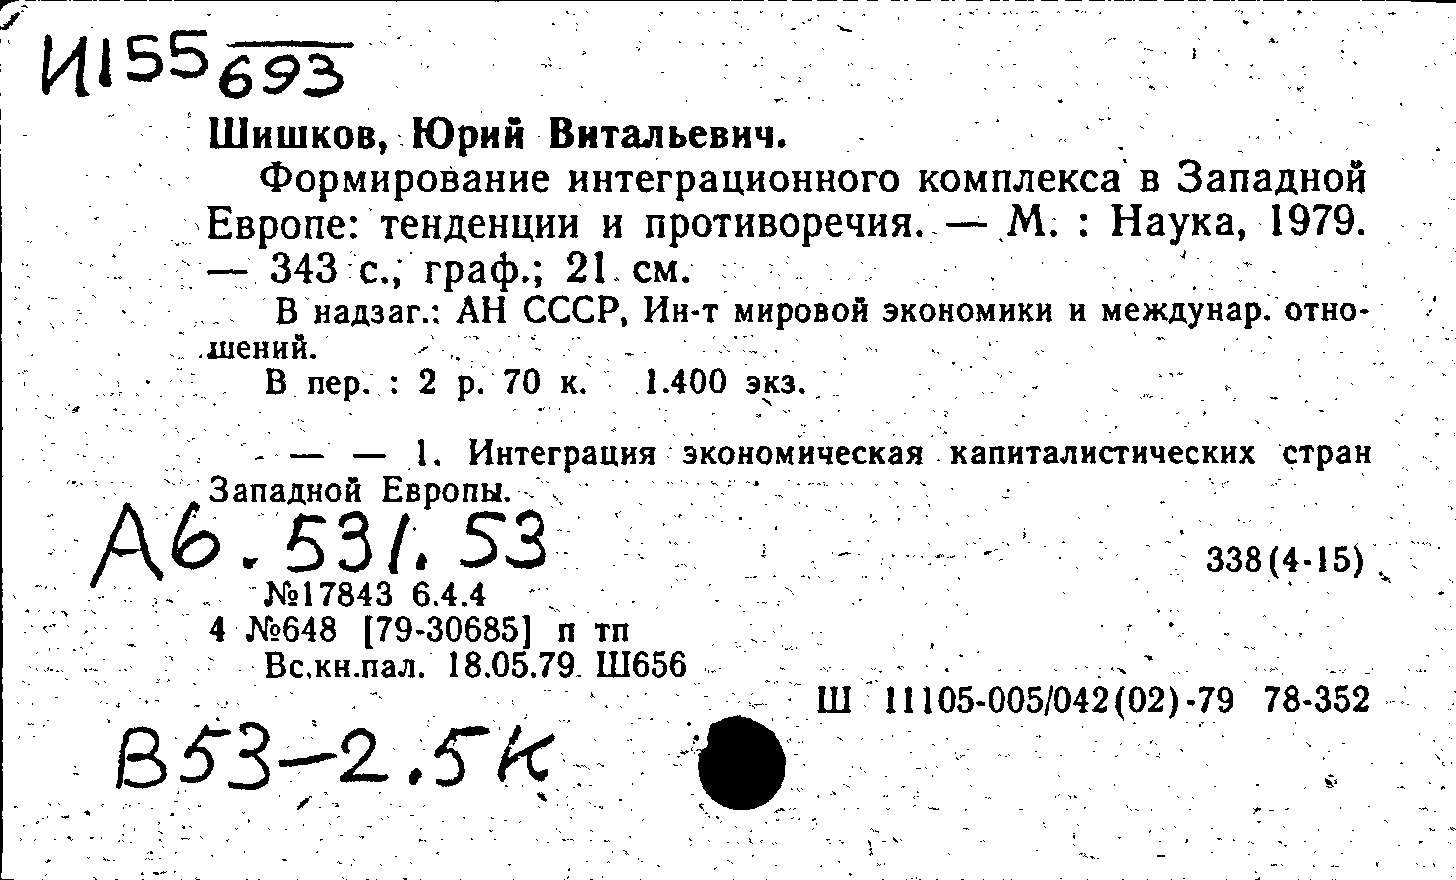 И155 693
Шишков, Юрий Витальевич.
Формирование интеграционного комплекса в Западной
Европе: тенденции и противоречия. — М. : Наука, 1979.
— 343 с., граф.; 21 см.
В надзаг.: АН СССР, Ин-т мировой экономики и междунар. отно-
шений.
В пер. : 2 р. 70 к. 1.400 экз.
— — 1. Интеграция экономическая капиталистических стран
Западной Европы.
А6.531.53
338(4-15)
№17843 6.4.4
4 №648 [79-30685] п тп
Вс.кн.пал. 18.05.79 Ш656
Ш 11105-005/042(02)-79 78-352
В53-2.5к